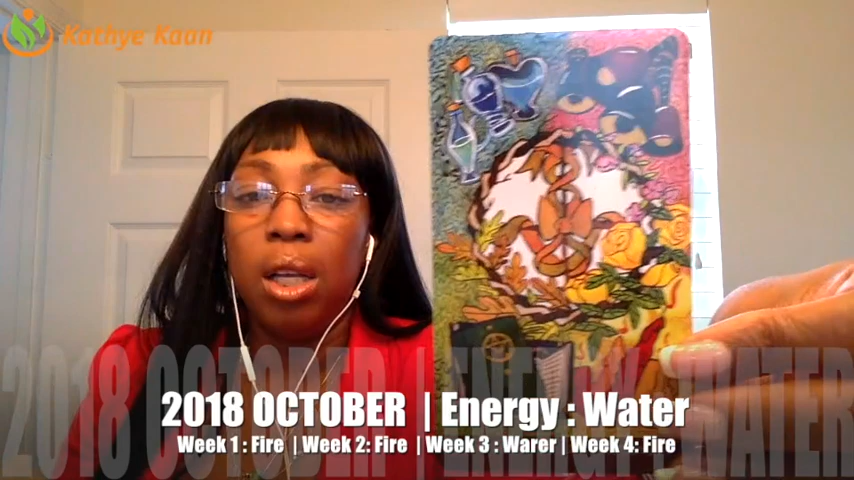 Kathye Kaan
2018 OCTOBER | Energy : Water
2018 OCTOBER | Energy : Water
Week 1 : Fire | Week 2: Fire | Week 3 : Warer | Week 4: Fire